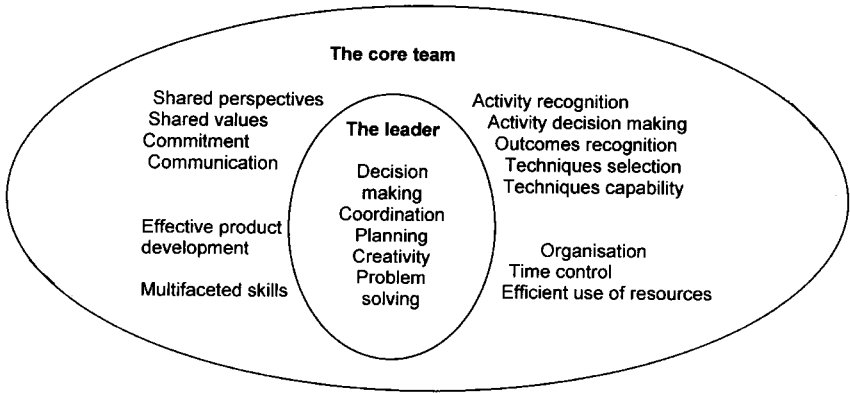 The core team
Shared perspectives
Shared values
Commitment
Communication
Effective product
development
Multifaceted skills
The leader
Decision
making
Coordination
Planning
Creativity
Problem
solving
Activity recognition
Activity decision making
Outcomes recognition
Techniques selection
Techniques capability
Organisation
Time control
Efficient use of resources